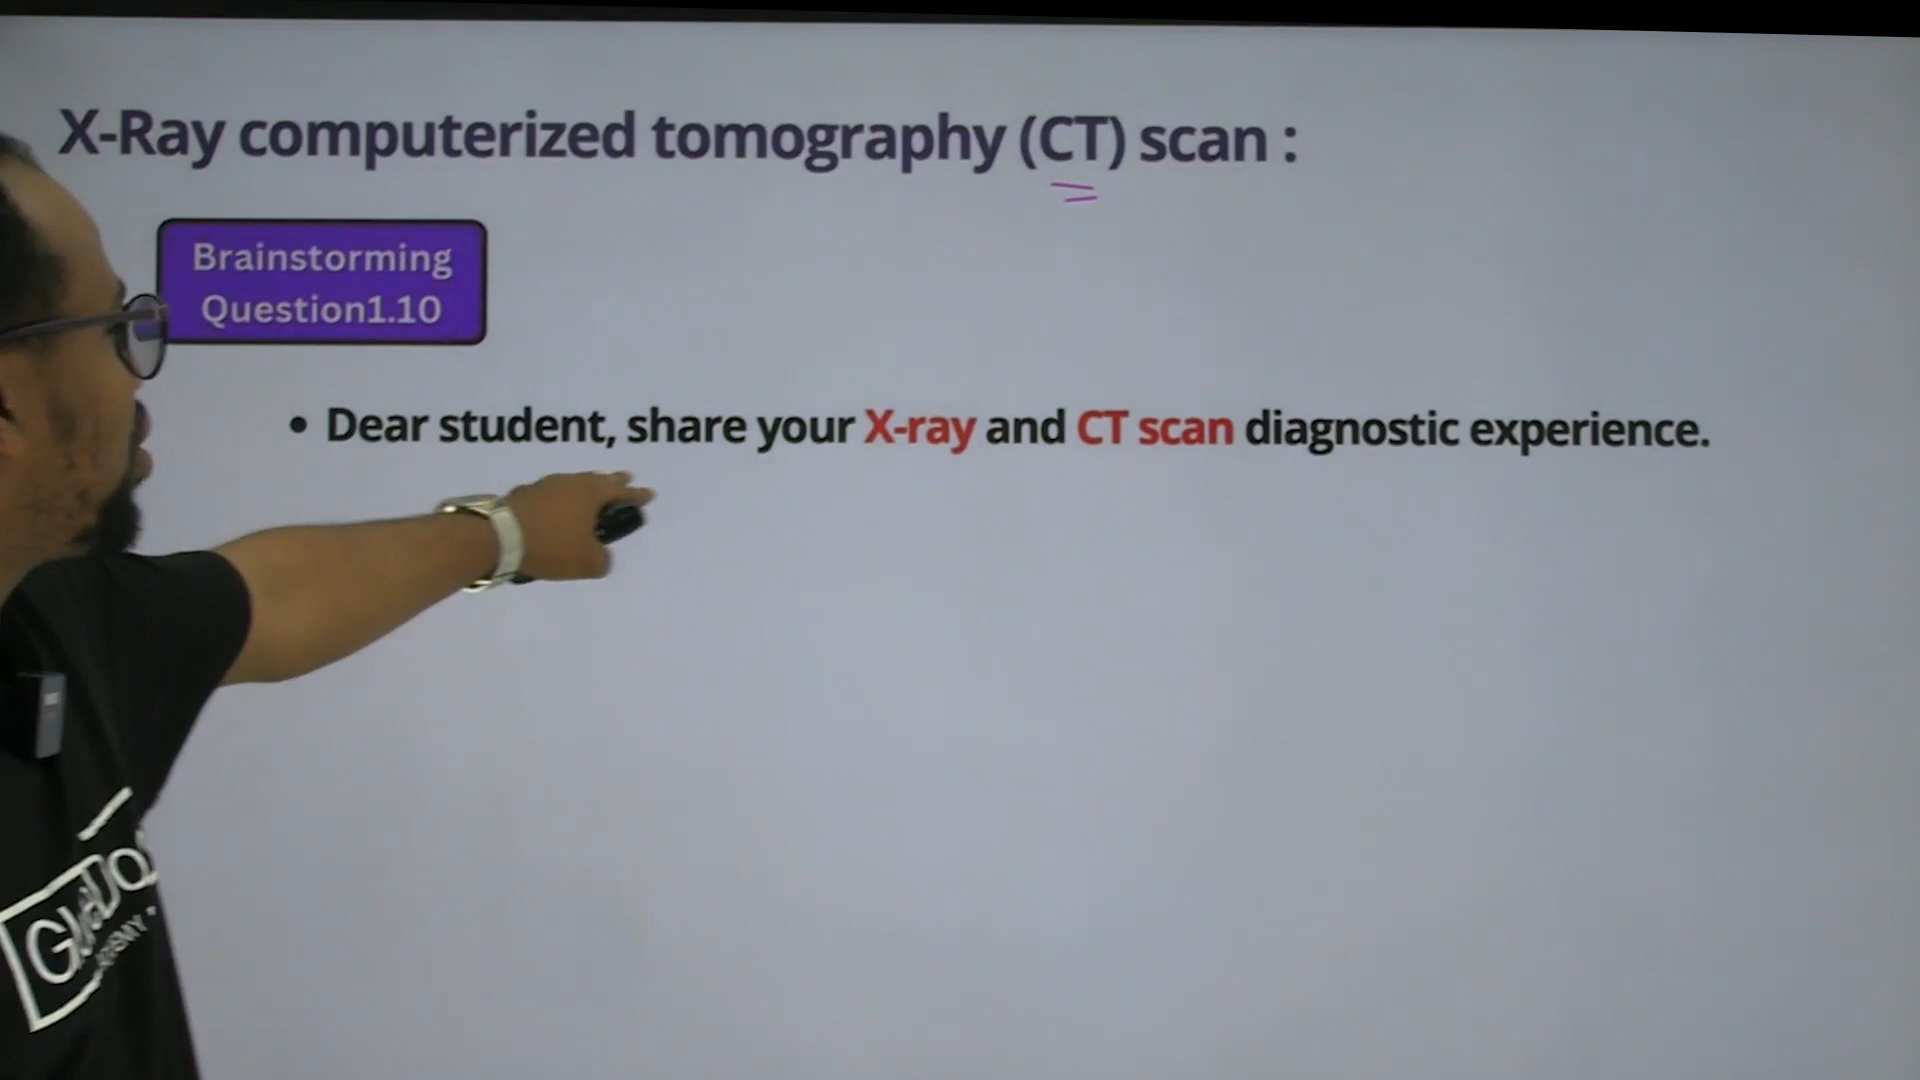 X-Ray computerized tomography (CT) scan :
Brainstorming
Question1.10
• Dear student, share your X-ray and CT scan diagnostic experience.